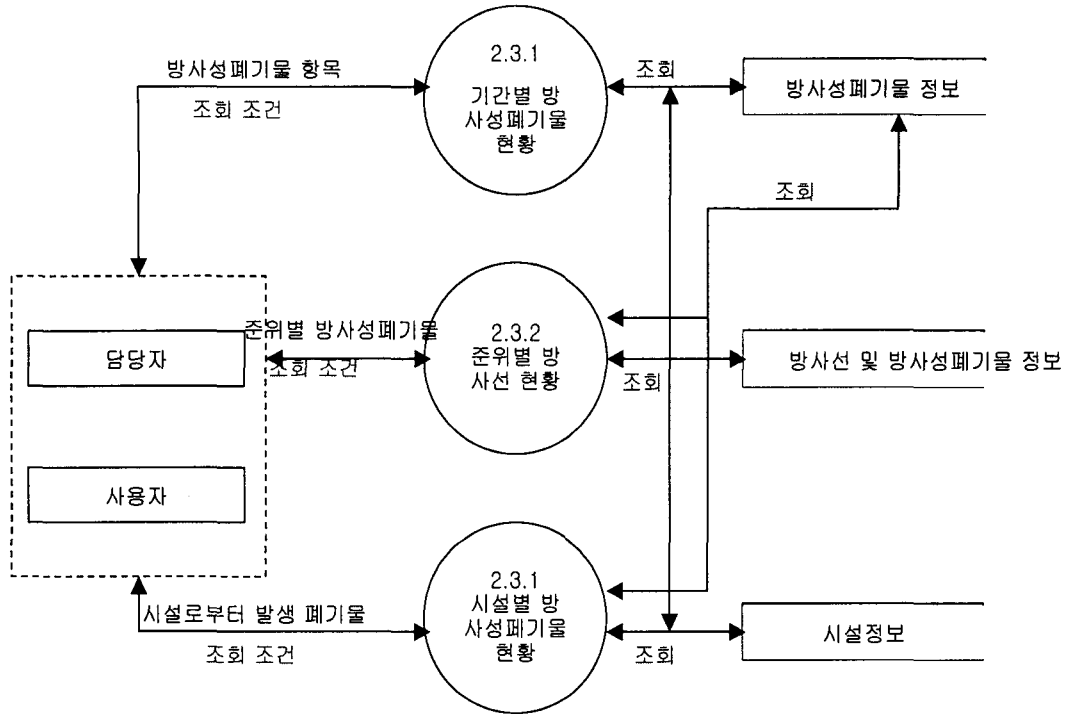 방사성폐기물 항목
조회 조건
2.3.1
기간별 방
사성폐기물
현황
조회
방사성폐기물 정보
조회
담당자
준위별 방사성폐기물
조회 조건
2.3.2
준위별 방
사선 현황
조회
방사선 및 방사성폐기물 정보
사용자
시설로부터 발생 폐기물
조회 조건
2.3.1
시설별 방
사성폐기물
현황
조회
시설정보